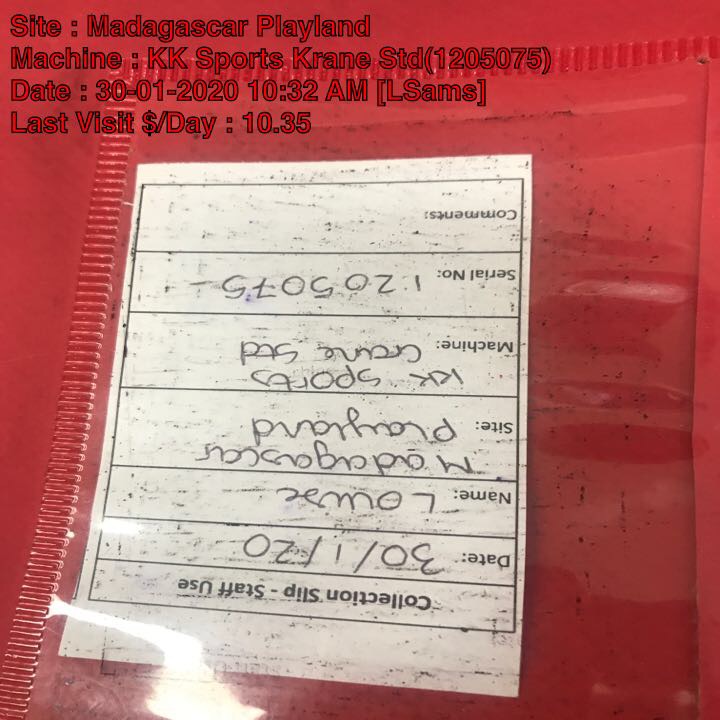 Site : Madagascar Playland
Machine : KK Sports Krane Std(1205075)
Date : 30-01-2020 10:32 AM [LSams]
Last Visit $/Day : 10.35
Collection Slip - Staff Use
Date: 30/1/20
Name: Louise
Site: Madagascar
Playland
Machine: KK Sports
Crane Std
Serial No: 1205075
Comments: